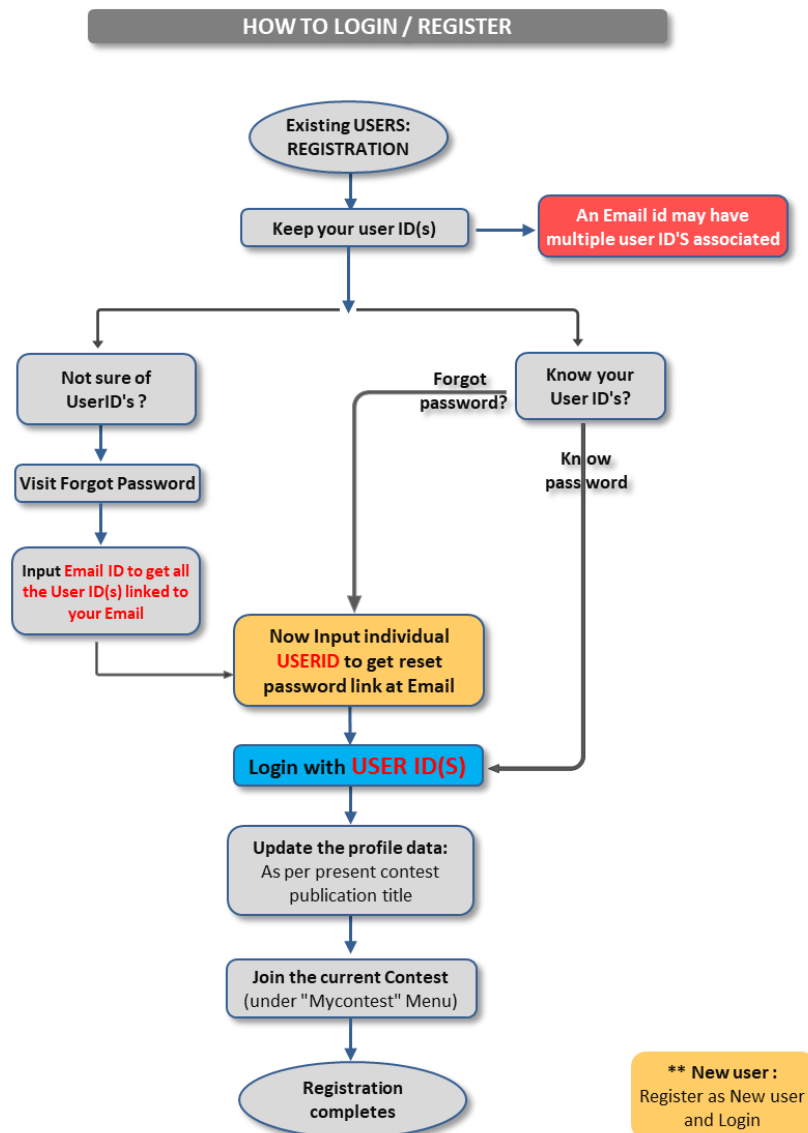 HOW TO LOGIN / REGISTER
Existing USERS:
REGISTRATION
Keep your user ID(s)
An Email id may have
multiple user ID'S associated
Not sure of
UserID's ?
Forgot
password?
Know your
User ID's?
Know
password
Visit Forgot Password
Input Email ID to get all
the User ID(s) linked to
your Email
Now Input individual
USERID to get reset
password link at Email
Login with USER ID(S)
Update the profile data:
As per present contest
publication title
Join the current Contest
(under "Mycontest" Menu)
Registration
completes
** New user :
Register as New user
and Login